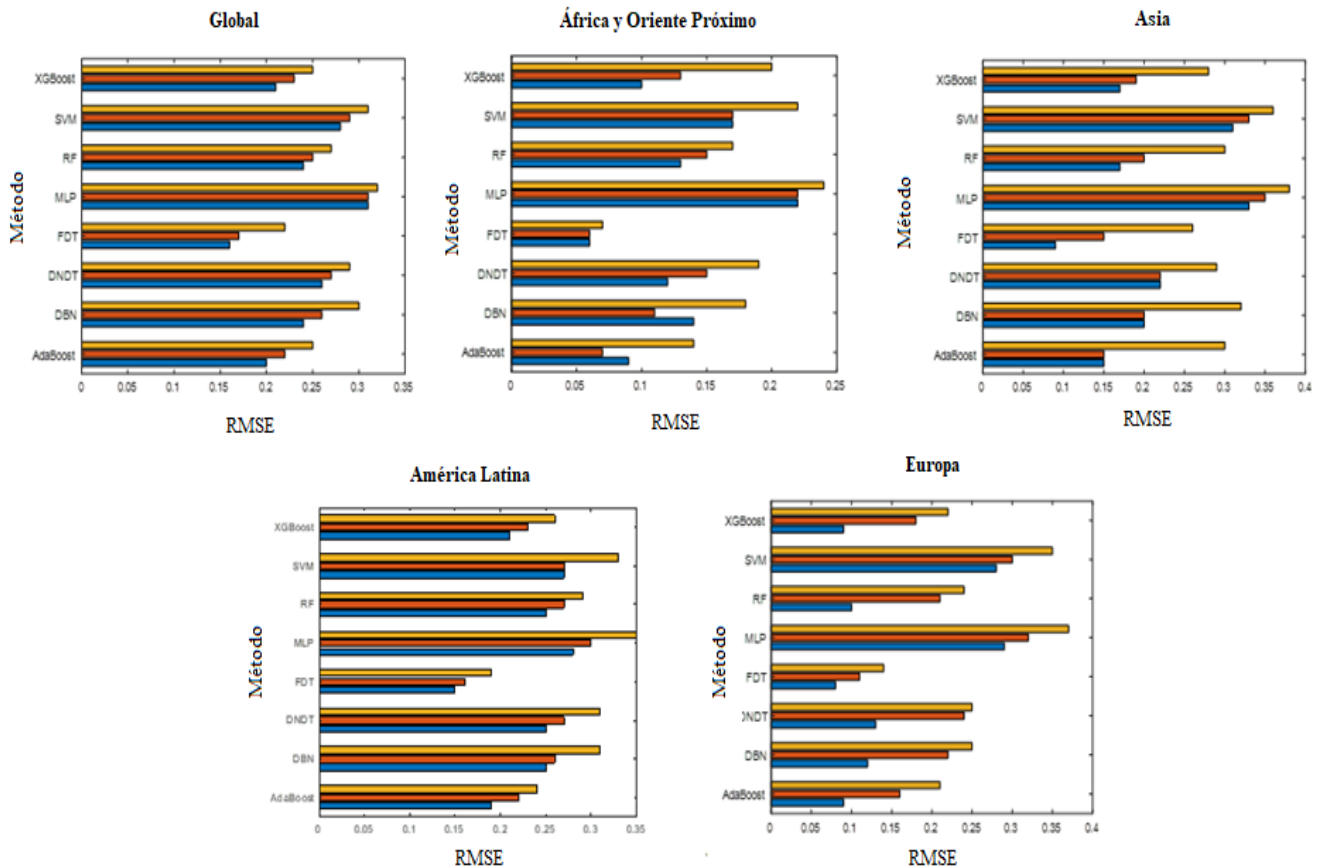 Global
Método
XGBoost
SVM
RF
MLP
FDT
DNDT
DBN
AdaBoost
0 0.05 0.1 0.15 0.2 0.25 0.3 0.35
RMSE
África y Oriente Próximo
Método
XGBoost
SVM
RF
MLP
FDT
DNDT
DBN
AdaBoost
0 0.05 0.1 0.15 0.2 0.25
RMSE
Asia
Método
XGBoost
SVM
RF
MLP
FDT
DNDT
DBN
AdaBoost
0 0.05 0.1 0.15 0.2 0.25 0.3 0.35 0.4
RMSE
América Latina
Método
XGBoost
SVM
RF
MLP
FDT
DNDT
DBN
AdaBoost
0 0.05 0.1 0.15 0.2 0.25 0.3 0.35
RMSE
Europa
Método
XGBoost
SVM
RF
MLP
FDT
DNDT
DBN
AdaBoost
0 0.05 0.1 0.15 0.2 0.25 0.3 0.35 0.4
RMSE